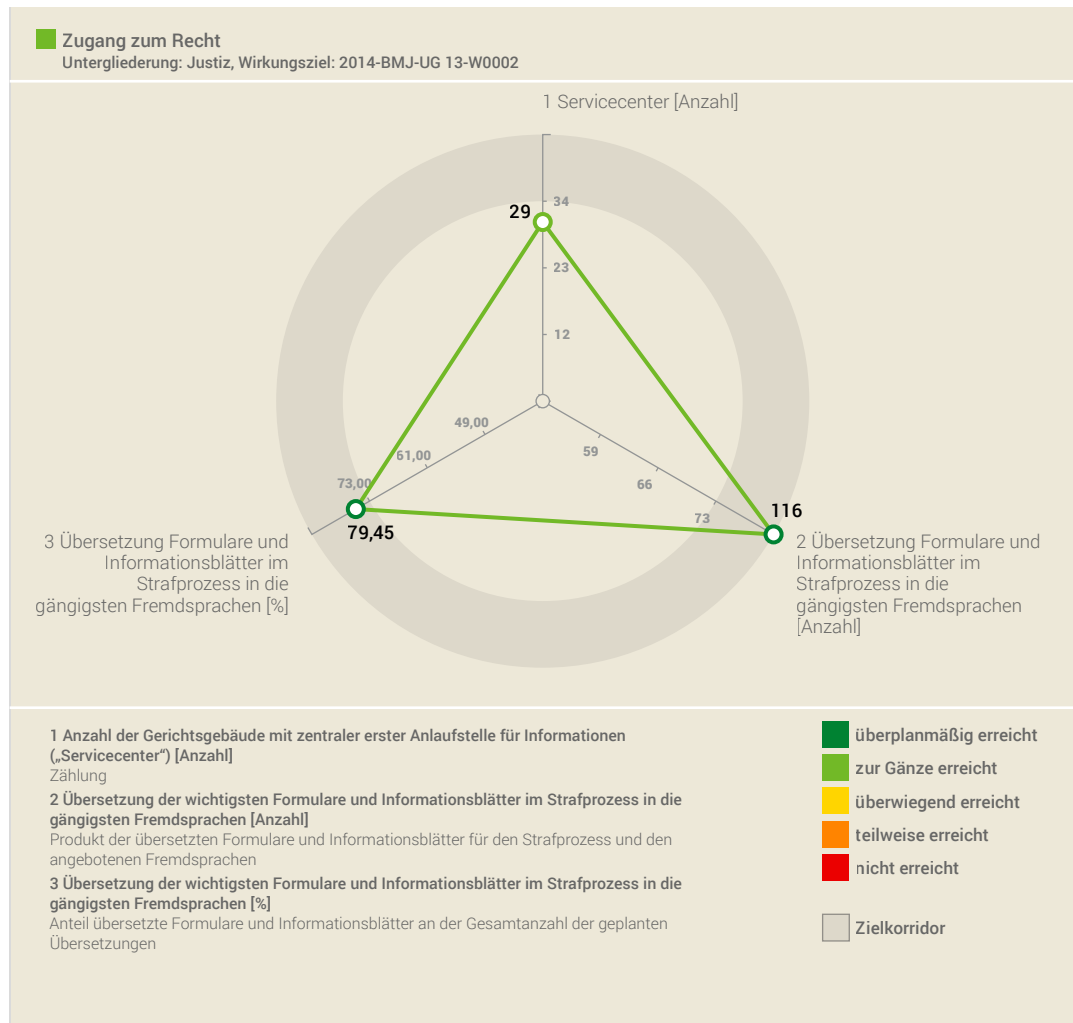 Zugang zum Recht
Untergliederung: Justiz, Wirkungsziel: 2014-BMJ-UG 13-W0002
1 Servicecenter [Anzahl]
34
29
23
12
49,00
59
61,00
66
73,00
73
116
79,45
3 Übersetzung Formulare und
Informationsblätter im
Strafprozess in die
gängigsten Fremdsprachen [%]
2 Übersetzung Formulare und
Informationsblätter im
Strafprozess in die
gängigsten Fremdsprachen
[Anzahl]
1 Anzahl der Gerichtsgebäude mit zentraler erster Anlaufstelle für Informationen
(„Servicecenter“) [Anzahl]
Zählung
2 Übersetzung der wichtigsten Formulare und Informationsblätter im Strafprozess in die
gängigsten Fremdsprachen [Anzahl]
Produkt der übersetzten Formulare und Informationsblätter für den Strafprozess und den
angebotenen Fremdsprachen
3 Übersetzung der wichtigsten Formulare und Informationsblätter im Strafprozess in die
gängigsten Fremdsprachen [%]
Anteil übersetzte Formulare und Informationsblätter an der Gesamtanzahl der geplanten
Übersetzungen
überplanmäßig erreicht
zur Gänze erreicht
überwiegend erreicht
teilweise erreicht
nicht erreicht
Zielkorridor